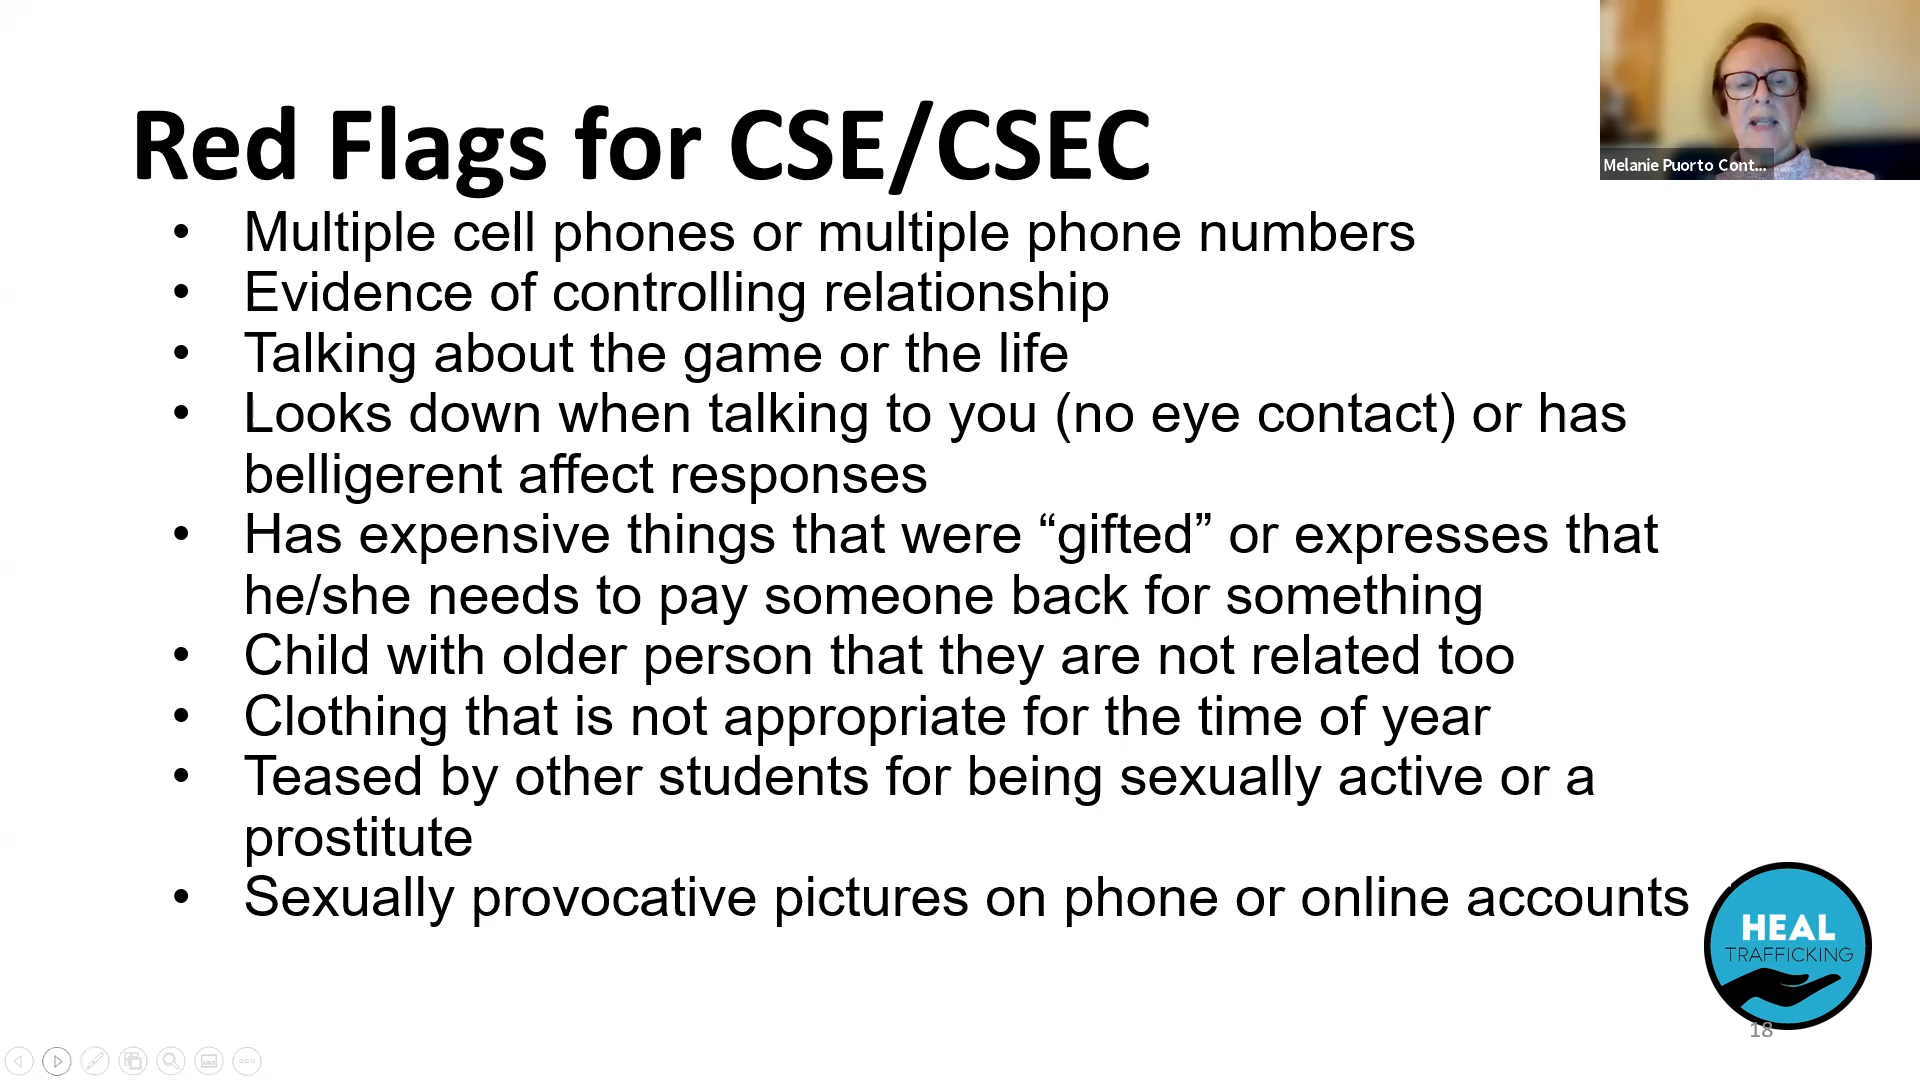 Red Flags for CSE/CSEC
Melanie Puorto Cont...
• Multiple cell phones or multiple phone numbers
• Evidence of controlling relationship
• Talking about the game or the life
• Looks down when talking to you (no eye contact) or has
belligerent affect responses
• Has expensive things that were “gifted” or expresses that
he/she needs to pay someone back for something
• Child with older person that they are not related too
• Clothing that is not appropriate for the time of year
• Teased by other students for being sexually active or a
prostitute
• Sexually provocative pictures on phone or online accounts
HEAL
TRAFFICKING
18